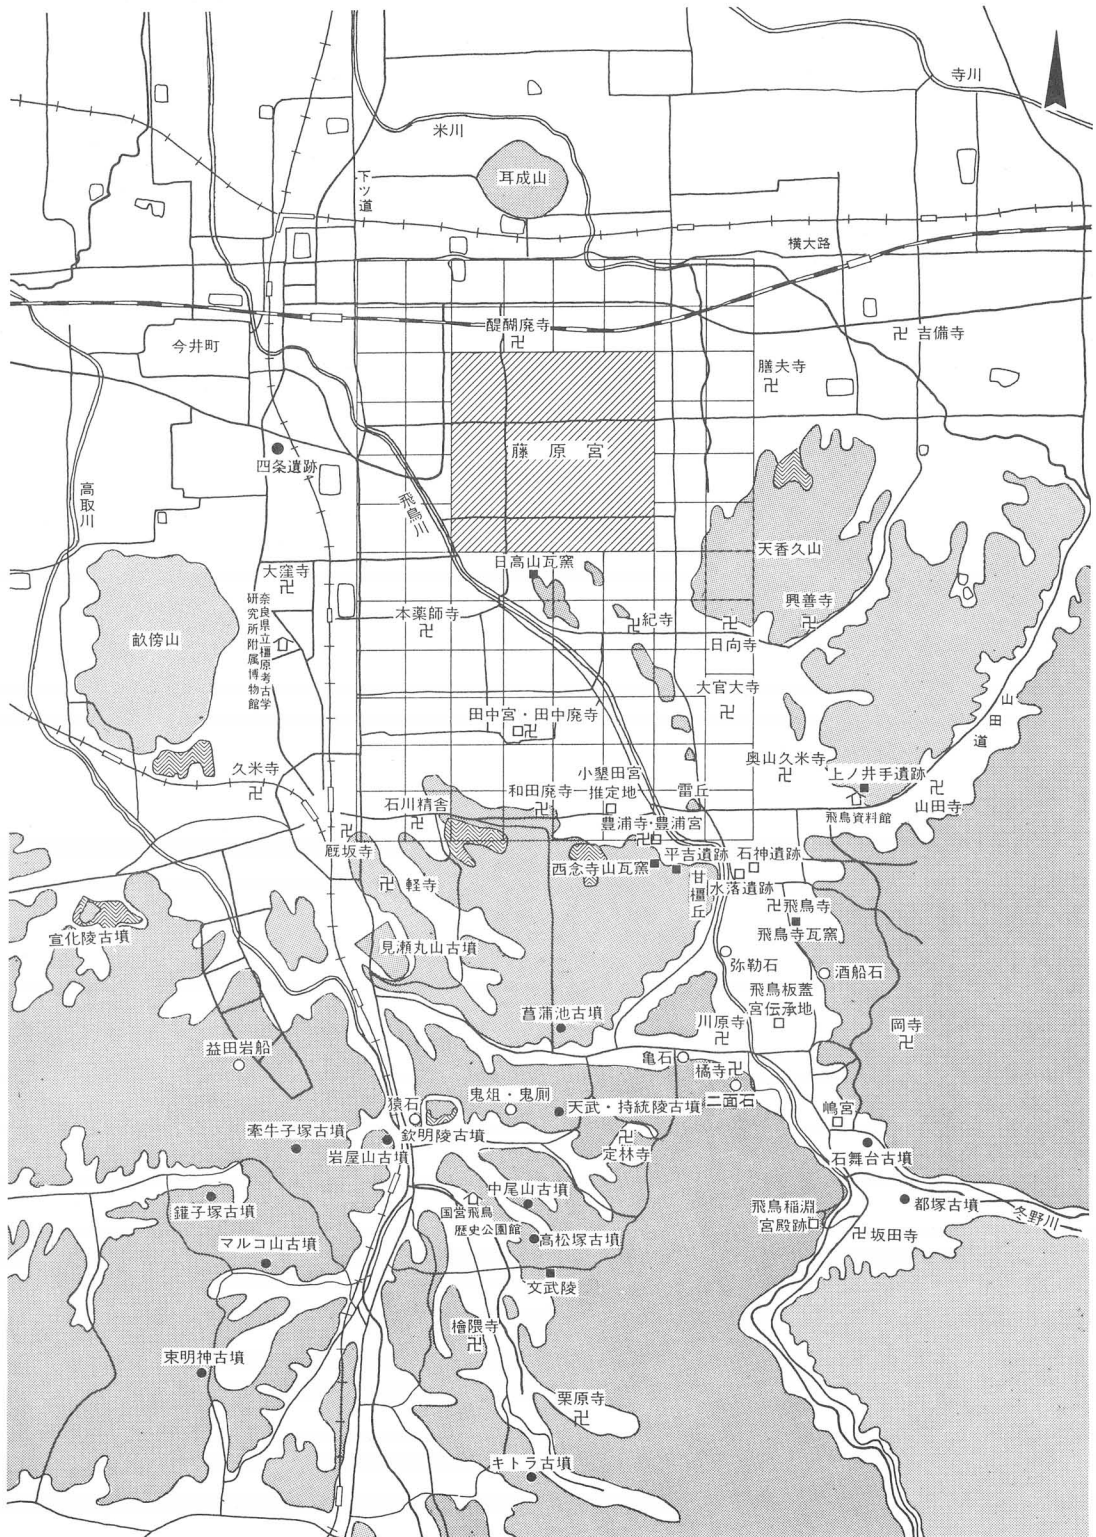 寺川
米川
耳成山
下ツ道
横大路
醍醐廃寺
吉備寺
今井町
膳夫寺
藤原宮
四条遺跡
高取川
飛鳥川
天香久山
日高山瓦窯
大窪寺
奈良県立橿原考古学
研究所附属博物館
本薬師寺
紀寺
興善寺
日向寺
畝傍山
大官大寺
山田道
田中宮・田中廃寺
奥山久米寺
小墾田宮
推定地
上ノ井手遺跡
久米寺
和田廃寺
雷丘
山田寺
石川精舎
飛鳥資料館
豊浦寺・豊浦宮
厩坂寺
平吉遺跡
石神遺跡
西念寺山瓦窯
甘橿丘
水落遺跡
軽寺
飛鳥寺
宣化陵古墳
飛鳥寺瓦窯
見瀬丸山古墳
弥勒石
酒船石
飛鳥板蓋
宮伝承地
菖蒲池古墳
川原寺
岡寺
益田岩船
亀石
橘寺
鬼俎・鬼厠
二面石
猿石
天武・持統陵古墳
嶋宮
牽牛子塚古墳
欽明陵古墳
岩屋山古墳
定林寺
石舞台古墳
中尾山古墳
鑵子塚古墳
国営飛鳥
歴史公園館
飛鳥稲淵
宮殿跡
都塚古墳
冬野川
坂田寺
マルコ山古墳
高松塚古墳
文武陵
檜隈寺
束明神古墳
栗原寺
キトラ古墳